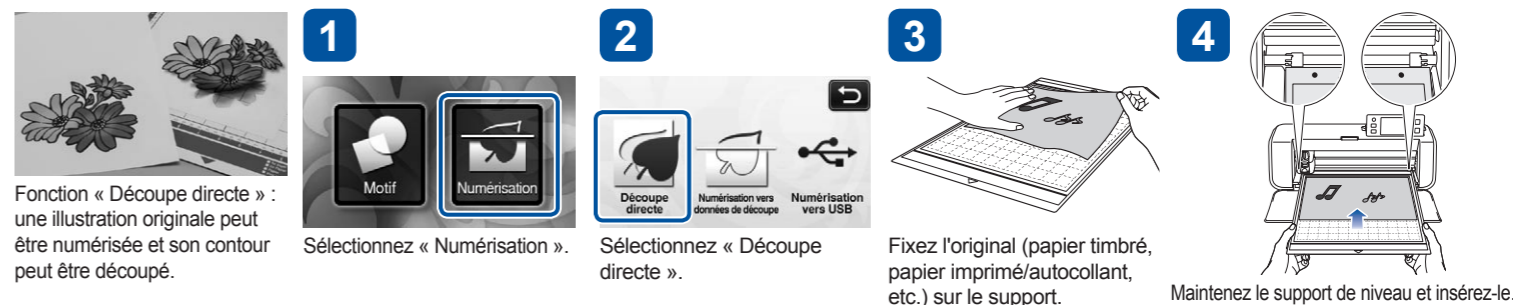 Fonction « Découpe directe » :
une illustration originale peut
être numérisée et son contour
peut être découpé.
1
Motif
Numérisation
Sélectionnez « Numérisation ».
2
Découpe
directe
Numérisation vers
données de découpe
Numérisation
vers USB
Sélectionnez « Découpe
directe ».
3
Fixez l'original (papier timbré,
papier imprimé/autocollant,
etc.) sur le support.
4
Maintenez le support de niveau et insérez-le.